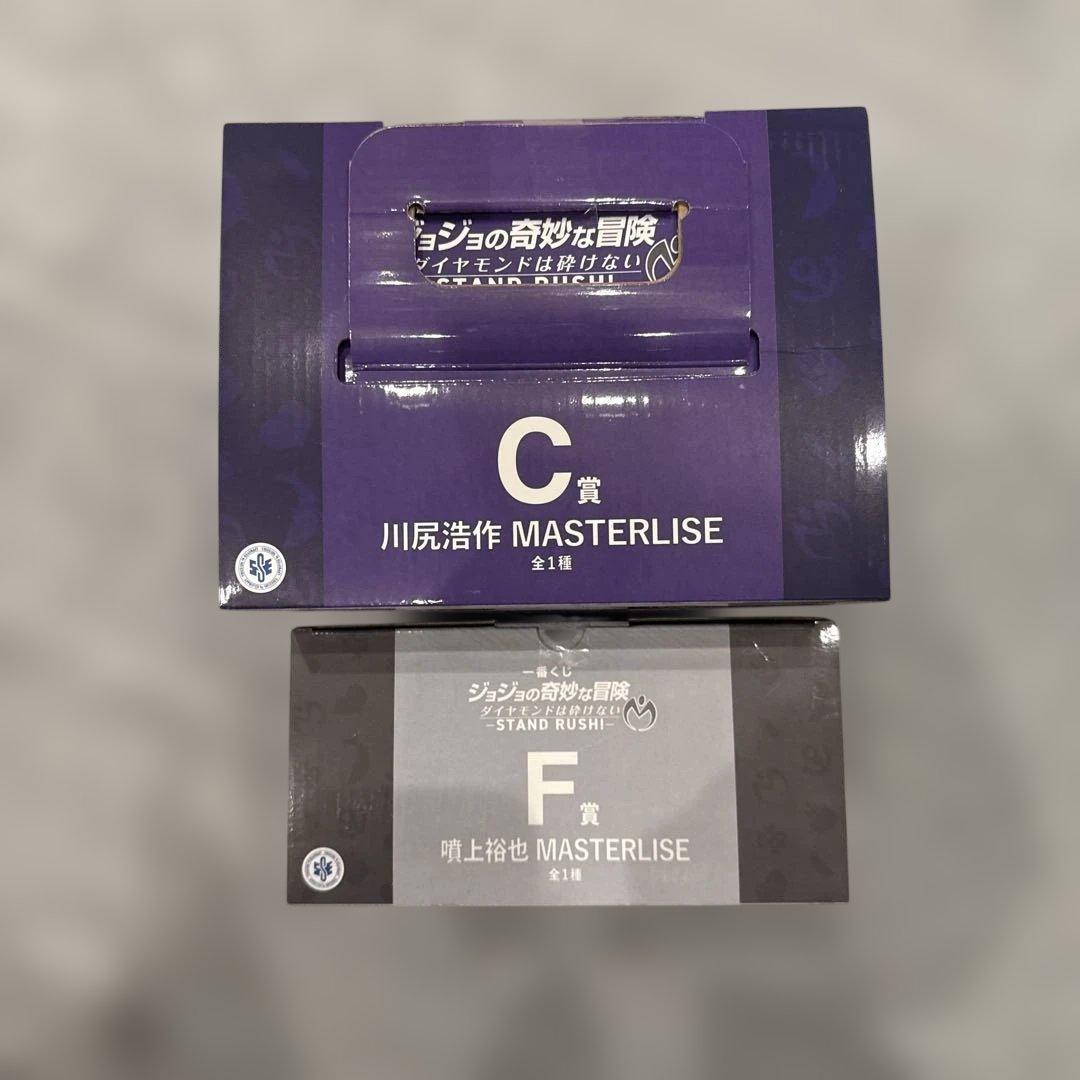 ョジョの奇妙な冒険
ダイヤモンドは砕けない
STAND RUSH!
C賞
川尻浩作 MASTERLISE
全1種
一番くじ
ジョジョの奇妙な冒険
ダイヤモンドは砕けない
-STAND RUSH!-
F賞
噴上裕也 MASTERLISE
全1種